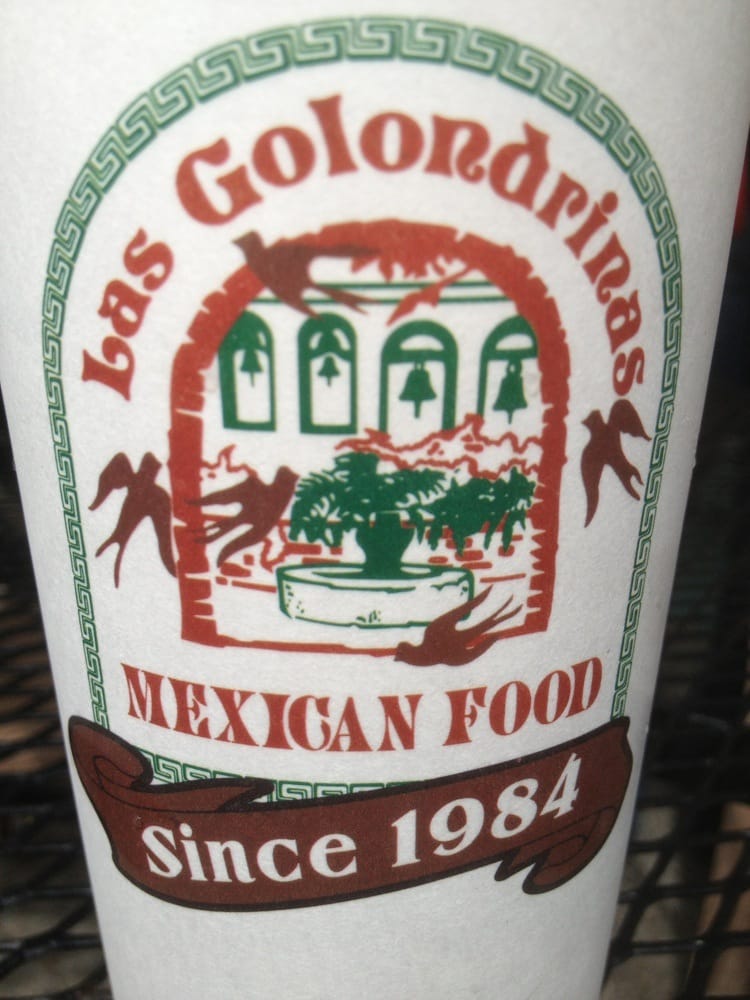 Las Golondrinas
MEXICAN FOOD
Since 1984